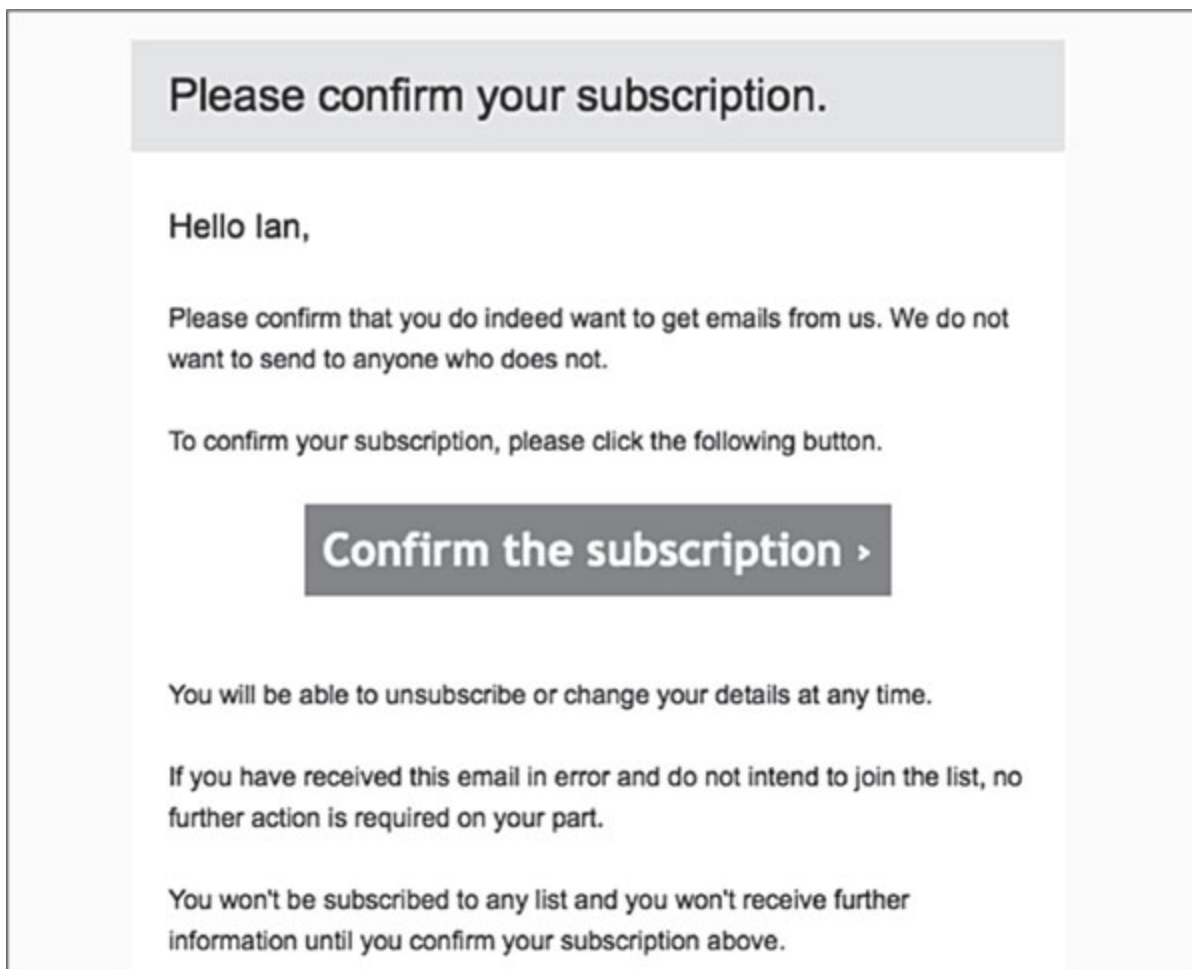 Please confirm your subscription.
Hello Ian,
Please confirm that you do indeed want to get emails from us. We do not
want to send to anyone who does not.
To confirm your subscription, please click the following button.
Confirm the subscription ›
You will be able to unsubscribe or change your details at any time.
If you have received this email in error and do not intend to join the list, no
further action is required on your part.
You won't be subscribed to any list and you won't receive further
information until you confirm your subscription above.